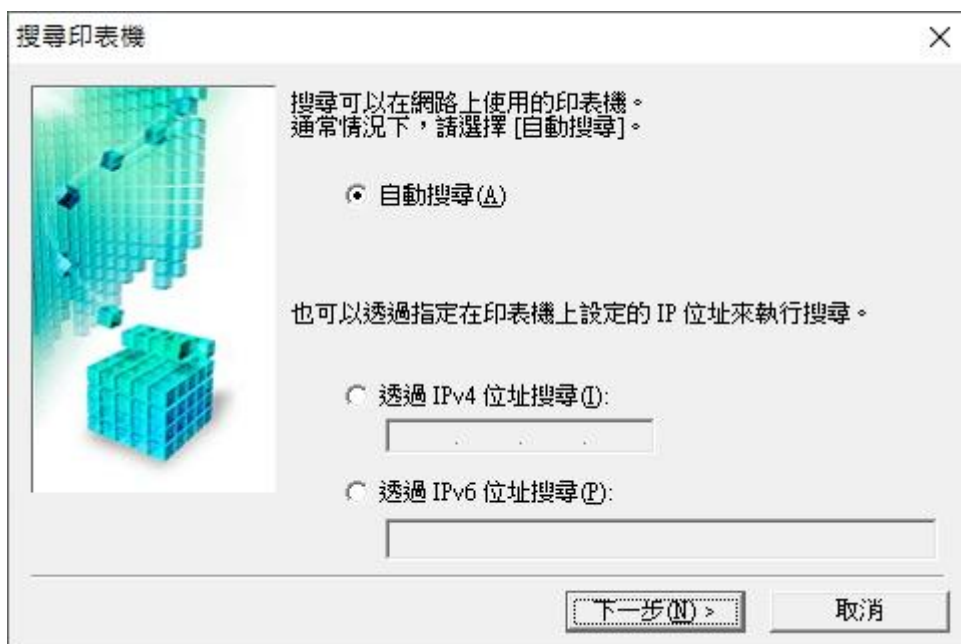 搜尋印表機
搜尋可以在網路上使用的印表機。
通常情況下，請選擇 [自動搜尋]。
自動搜尋(A)
也可以透過指定在印表機上設定的 IP 位址來執行搜尋。
透過 IPv4 位址搜尋(I):
. . .
透過 IPv6 位址搜尋(P):
下一步(N) >
取消